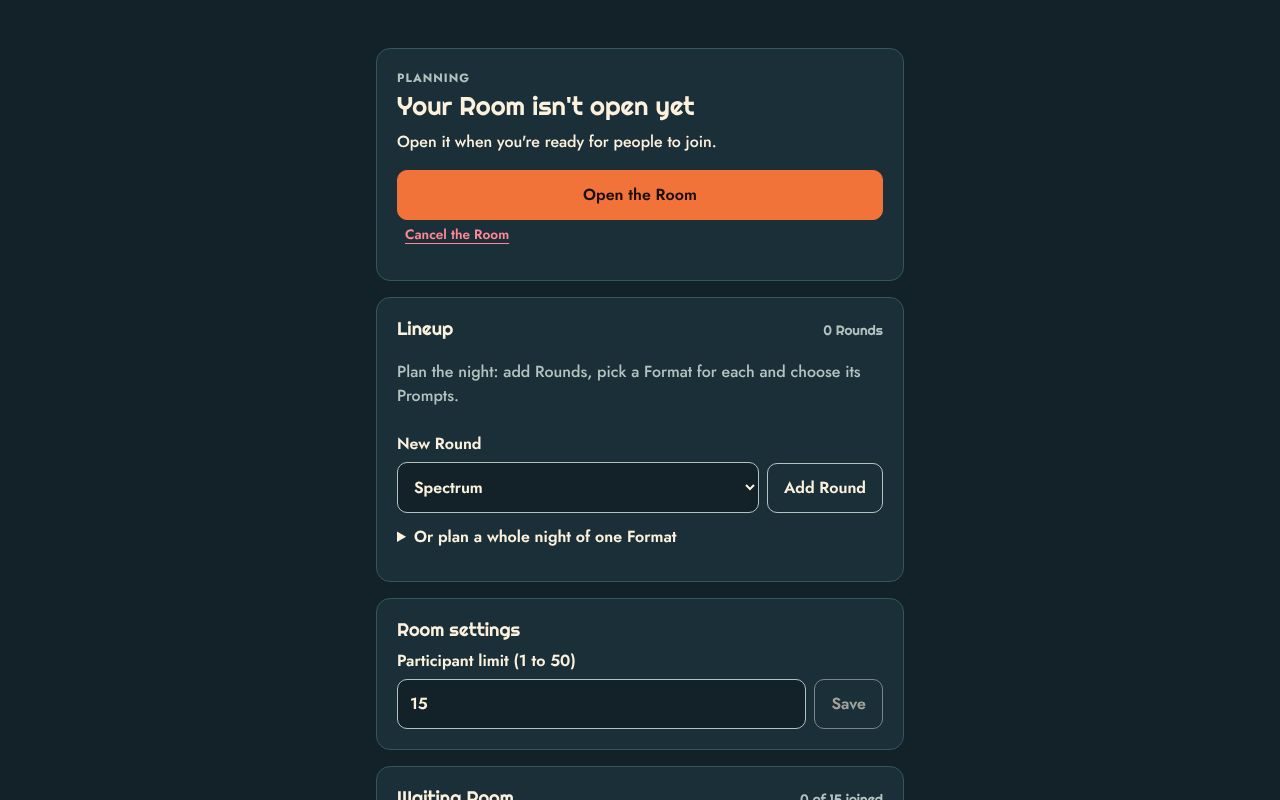 PLANNING
Your Room isn't open yet
Open it when you're ready for people to join.
Open the Room
Cancel the Room
Lineup
0 Rounds
Plan the night: add Rounds, pick a Format for each and choose its
Prompts.
New Round
Spectrum
Add Round
Or plan a whole night of one Format
Room settings
Participant limit (1 to 50)
15
Save
Waiting Room
0 of 15 joined